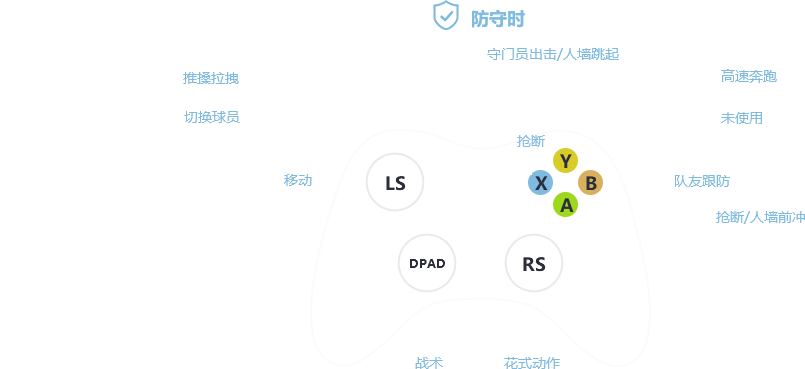 防守时
守门员出击/人墙跳起
推搡拉拽
高速奔跑
切换球员
未使用
抢断
Y
移动
LS
X
B
队友跟防
A
抢断/人墙前冲
DPAD
RS
战术
花式动作